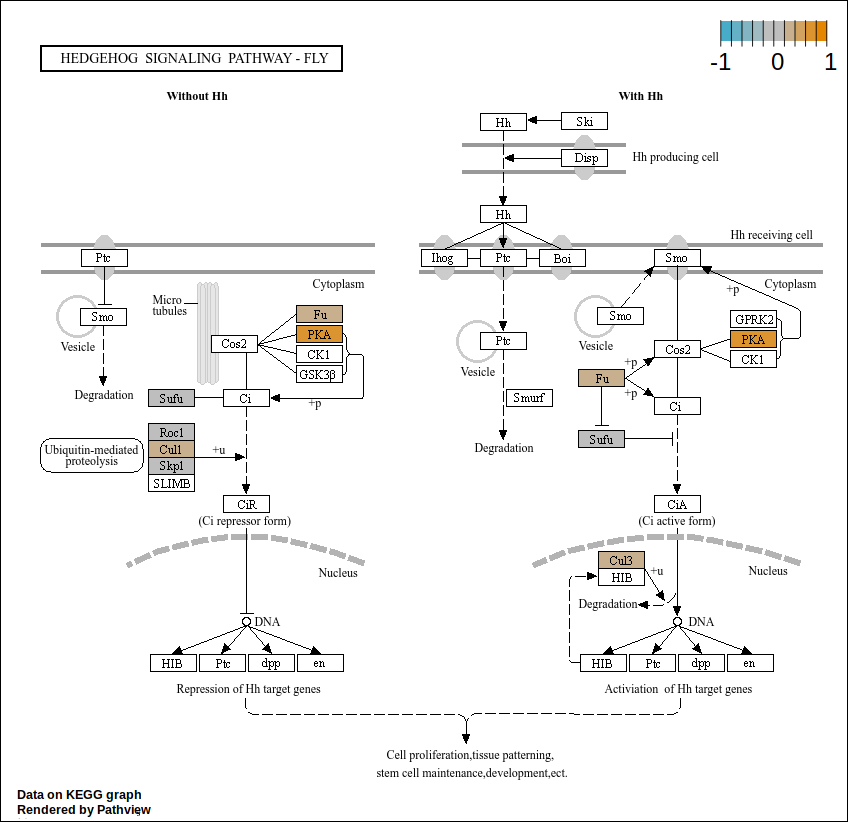 -1 0 1
HEDGEHOG SIGNALING PATHWAY - FLY
Without Hh
With Hh
Hh
Ski
Disp
Hh producing cell
Hh
Hh receiving cell
Ptc
Ihog
Ptc
Boi
Smo
Cytoplasm
Cytoplasm
+p
Micro
tubules
Smo
Vesicle
Fu
PKA
CK1
GSK3β
Cos2
+p
Degradation
Sufu
Ci
Smo
Vesicle
GPRK2
PKA
CK1
Cos2
Ptc
Vesicle
+p
Fu
+p
Smurf
Ci
Degradation
Sufu
Roc1
Cul1
Skp1
SLIMB
+u
Ubiquitin-mediated
proteolysis
CiR
(Ci repressor form)
CiA
(Ci active form)
Nucleus
Nucleus
Cul3
HIB
+u
Degradation
DNA
DNA
HIB
Ptc
dpp
en
HIB
Ptc
dpp
en
Repression of Hh target genes
Activiation of Hh target genes
Cell proliferation,tissue patterning,
stem cell maintenance,development,ect.
Data on KEGG graph
Rendered by Pathview